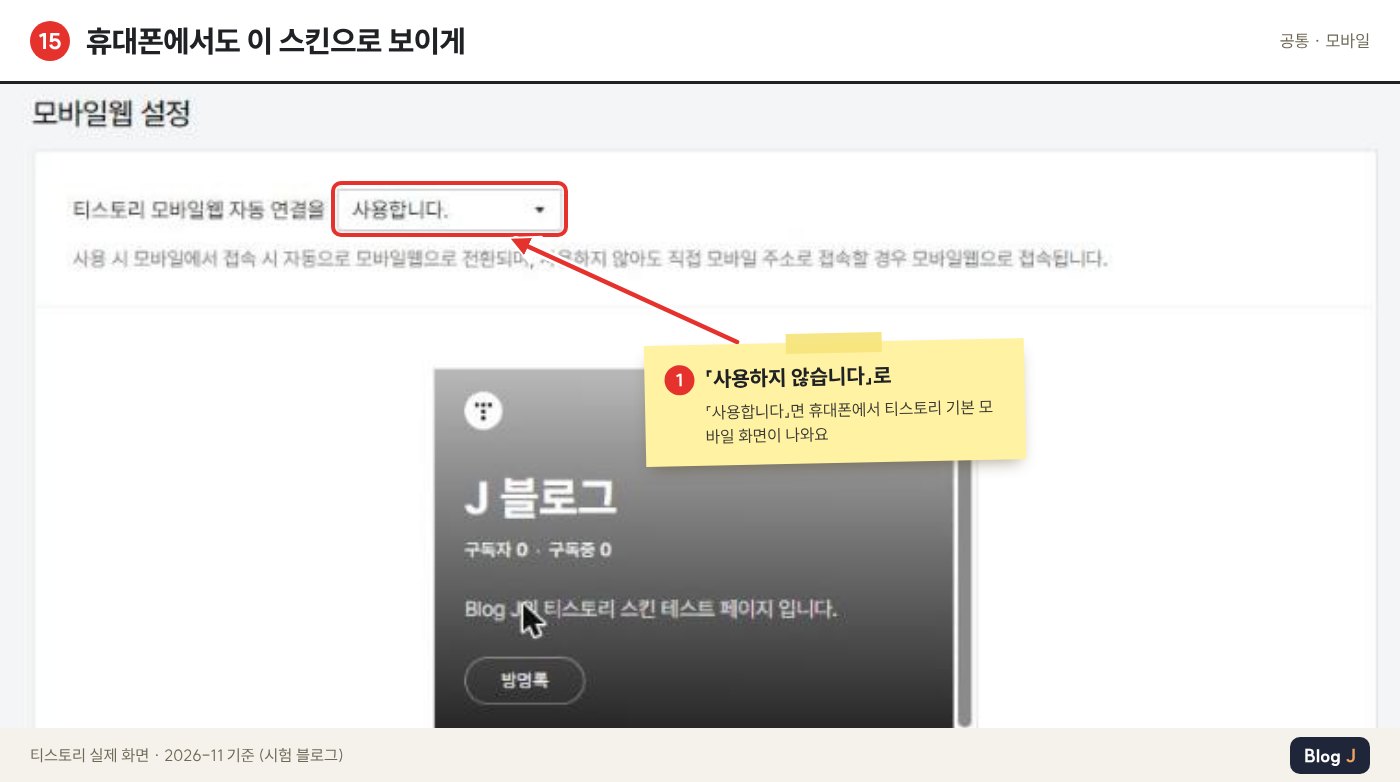 15 휴대폰에서도 이 스킨으로 보이게
공통 · 모바일
모바일웹 설정
티스토리 모바일웹 자동 연결을 사용합니다.
사용 시 모바일에서 접속 시 자동으로 모바일웹으로 전환되며, 하지 않아도 직접 모바일 주소로 접속할 경우 모바일웹으로 접속됩니다.
1 「사용하지 않습니다」로
「사용합니다」면 휴대폰에서 티스토리 기본 모
바일 화면이 나와요
J 블로그
구독자 0 · 구독중 0
Blog J의 티스토리 스킨 테스트 페이지 입니다.
방명록
티스토리 실제 화면 · 2026-11 기준 (시험 블로그)
Blog J